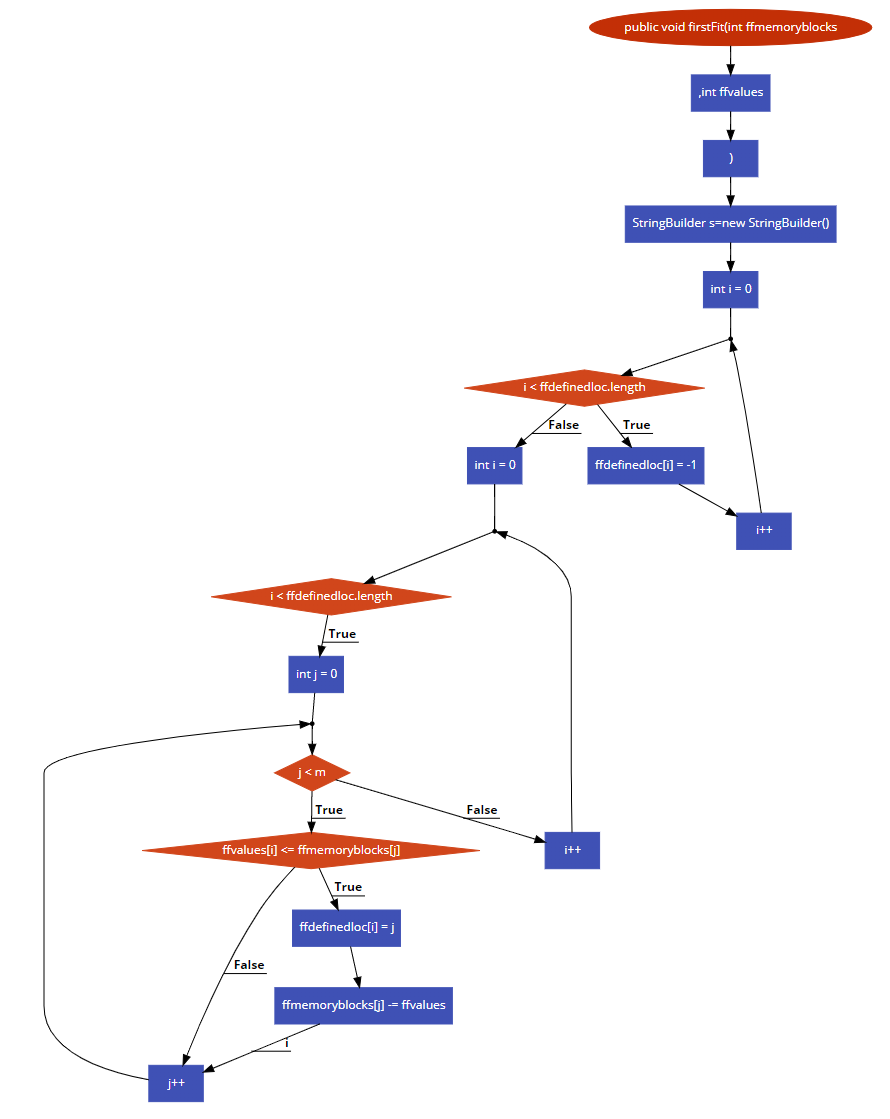 public void firstFit(int ffmemoryblocks
,int ffvalues
)
StringBuilder s=new StringBuilder()
int i = 0
i < ffdefinedloc.length
False
True
int i = 0
ffdefinedloc[i] = -1
i++
i < ffdefinedloc.length
True
int j = 0
j < m
True
False
ffvalues[i] <= ffmemoryblocks[j]
i++
True
ffdefinedloc[i] = j
False
ffmemoryblocks[j] -= ffvalues
i
j++